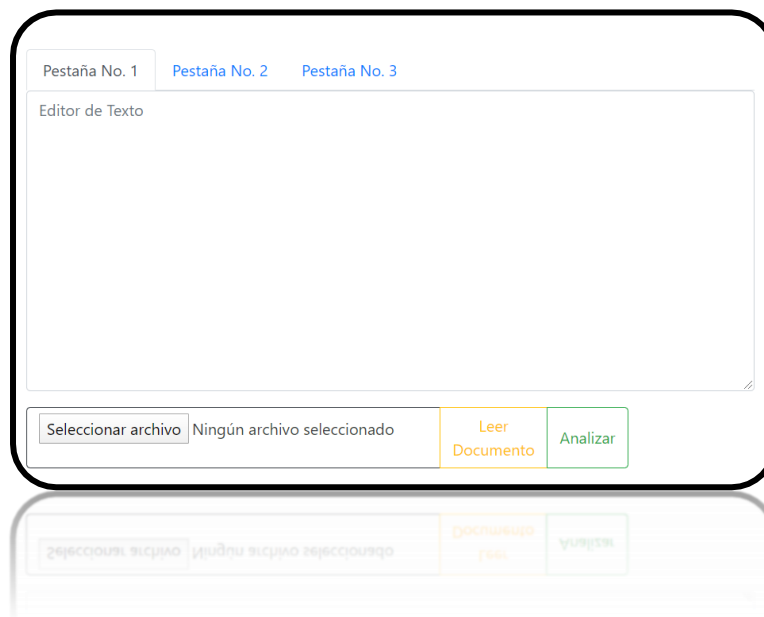 Pestaña No. 1 Pestaña No. 2 Pestaña No. 3
Editor de Texto
Seleccionar archivo Ningún archivo seleccionado
Leer
Documento
Analizar